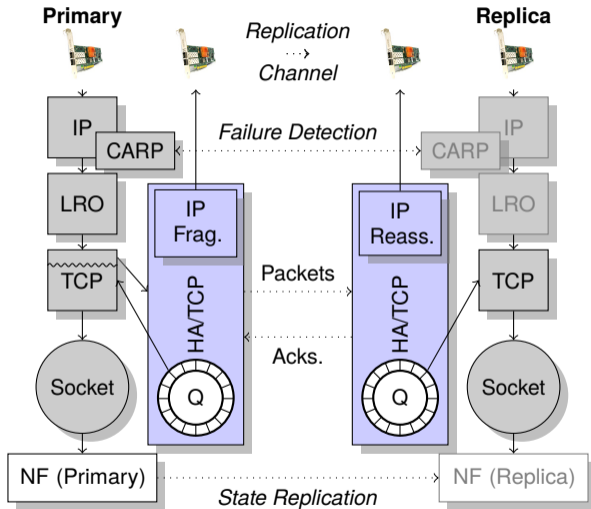 Primary
Replication
Channel
Replica
IP
CARP
Failure Detection
CARP
IP
LRO
IP
Frag.
IP
Reass.
LRO
TCP
HA/TCP
Packets
Acks.
HA/TCP
TCP
Socket
Q
Q
Socket
NF (Primary)
State Replication
NF (Replica)